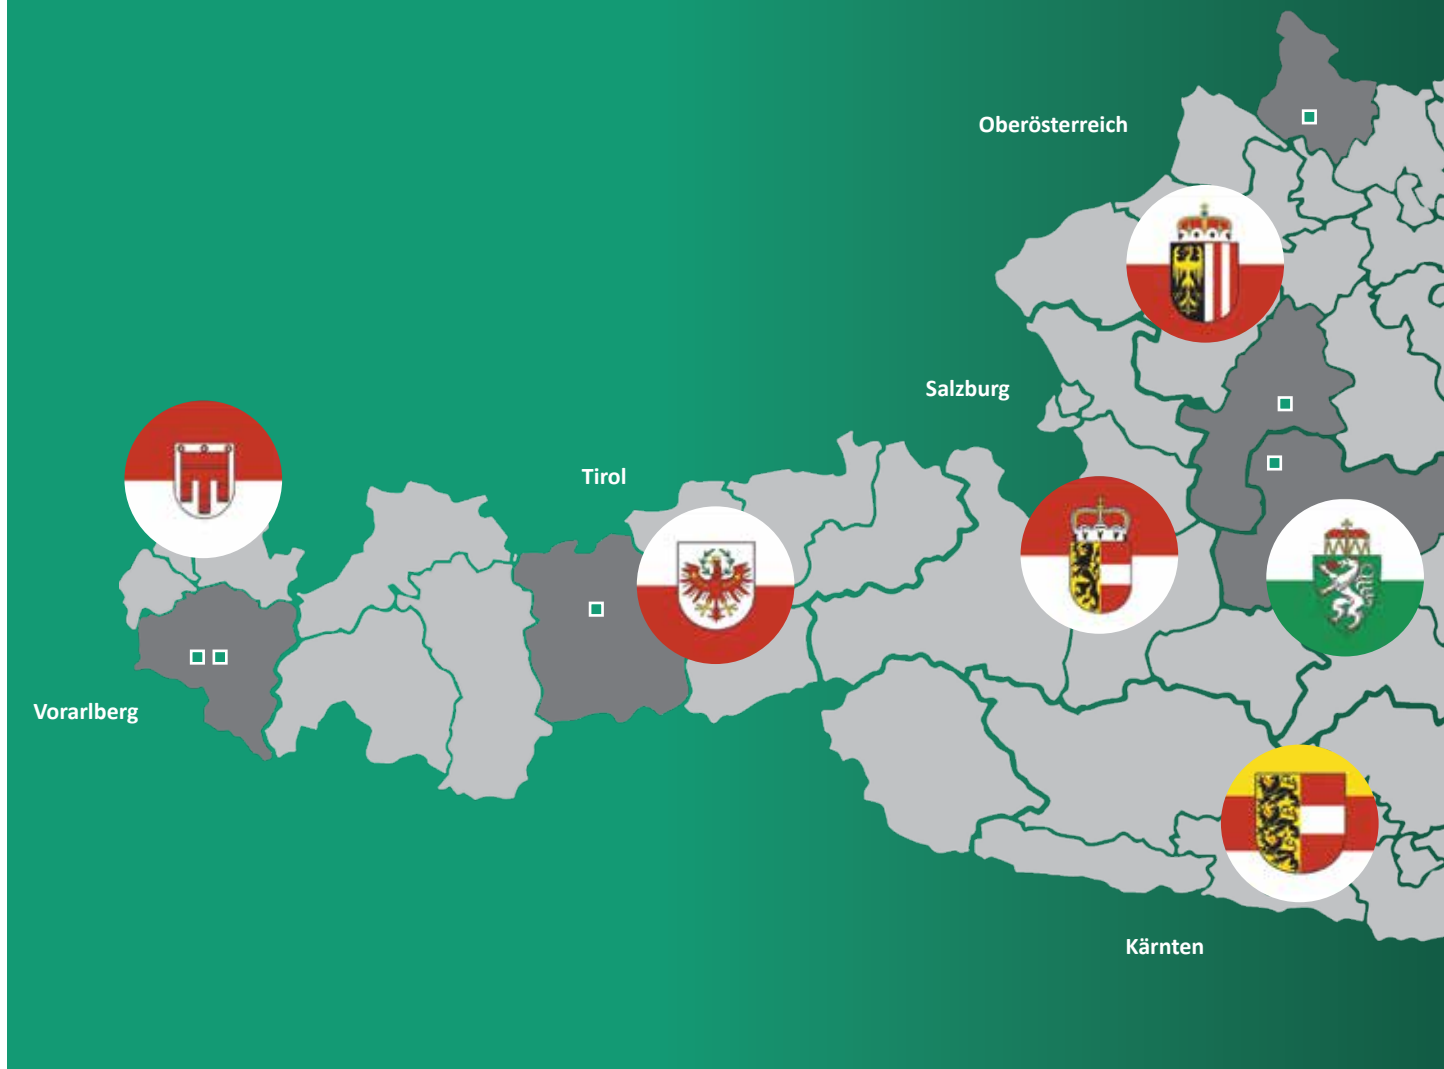 Oberösterreich
Salzburg
Tirol
Vorarlberg
Kärnten